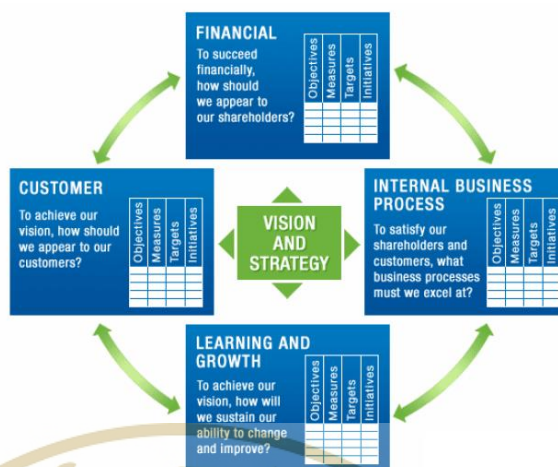 FINANCIAL
To succeed
financially,
how should
we appear to
our shareholders?
Objectives
Measures
Targets
Initiatives
CUSTOMER
To achieve our
vision, how should
we appear to our
customers?
Objectives
Measures
Targets
Initiatives
VISION
AND
STRATEGY
INTERNAL BUSINESS
PROCESS
To satisfy our
shareholders and
customers, what
business processes
must we excel at?
Objectives
Measures
Targets
Initiatives
LEARNING AND
GROWTH
To achieve our
vision, how will
we sustain our
ability to change
and improve?
Objectives
Measures
Targets
Initiatives